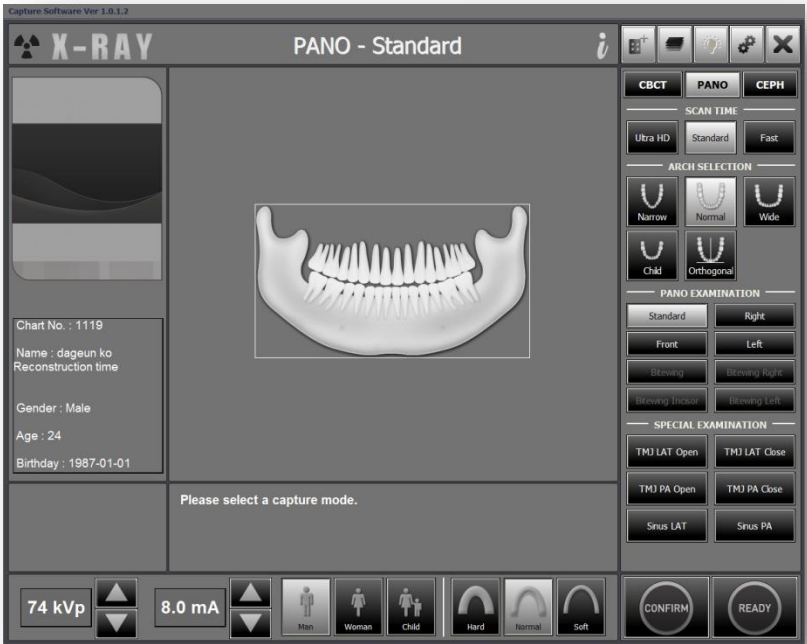 Capture Software Ver 1.0.1.2
X-RAY
PANO - Standard
i
CBCT PANO CEPH
SCAN TIME
Ultra HD Standard Fast
ARCH SELECTION
Narrow Normal Wide
Child Orthogonal
PANO EXAMINATION
Standard Right
Front Left
Bitewing Bitewing Right
Bitewing Incisor Bitewing Left
SPECIAL EXAMINATION
TMJ LAT Open TMJ LAT Close
TMJ PA Open TMJ PA Close
Sinus LAT Sinus PA
Chart No. : 1119
Name : dageun ko
Reconstruction time
Gender : Male
Age : 24
Birthday : 1987-01-01
Please select a capture mode.
74 kVp 8.0 mA
Man Woman Child Hard Normal Soft
CONFIRM READY